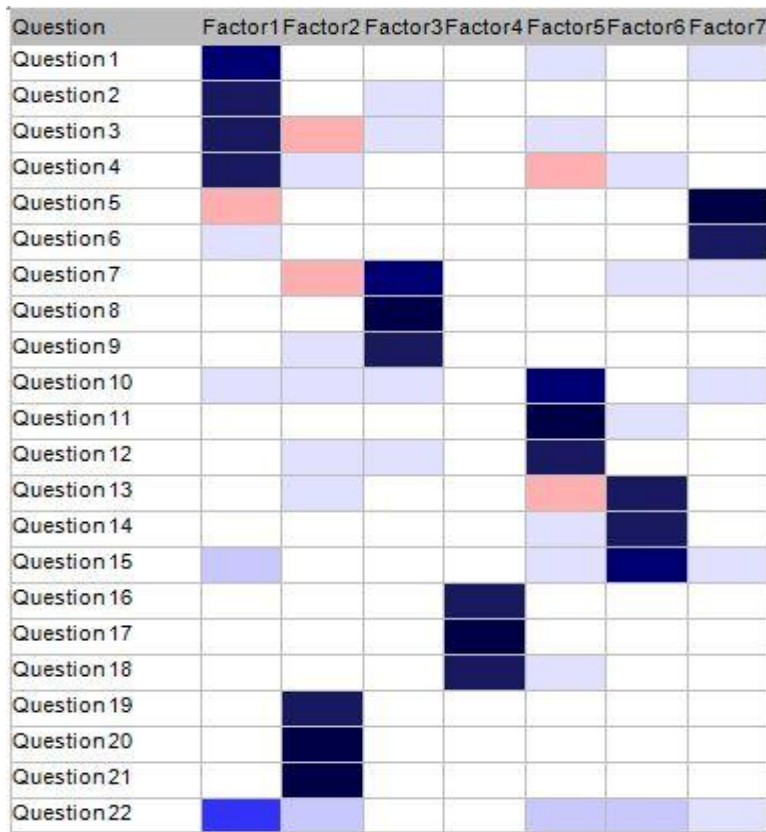 Question Factor1 Factor2 Factor3 Factor4 Factor5 Factor6 Factor7
Question 1
Question 2
Question 3
Question 4
Question 5
Question 6
Question 7
Question 8
Question 9
Question 10
Question 11
Question 12
Question 13
Question 14
Question 15
Question 16
Question 17
Question 18
Question 19
Question 20
Question 21
Question 22